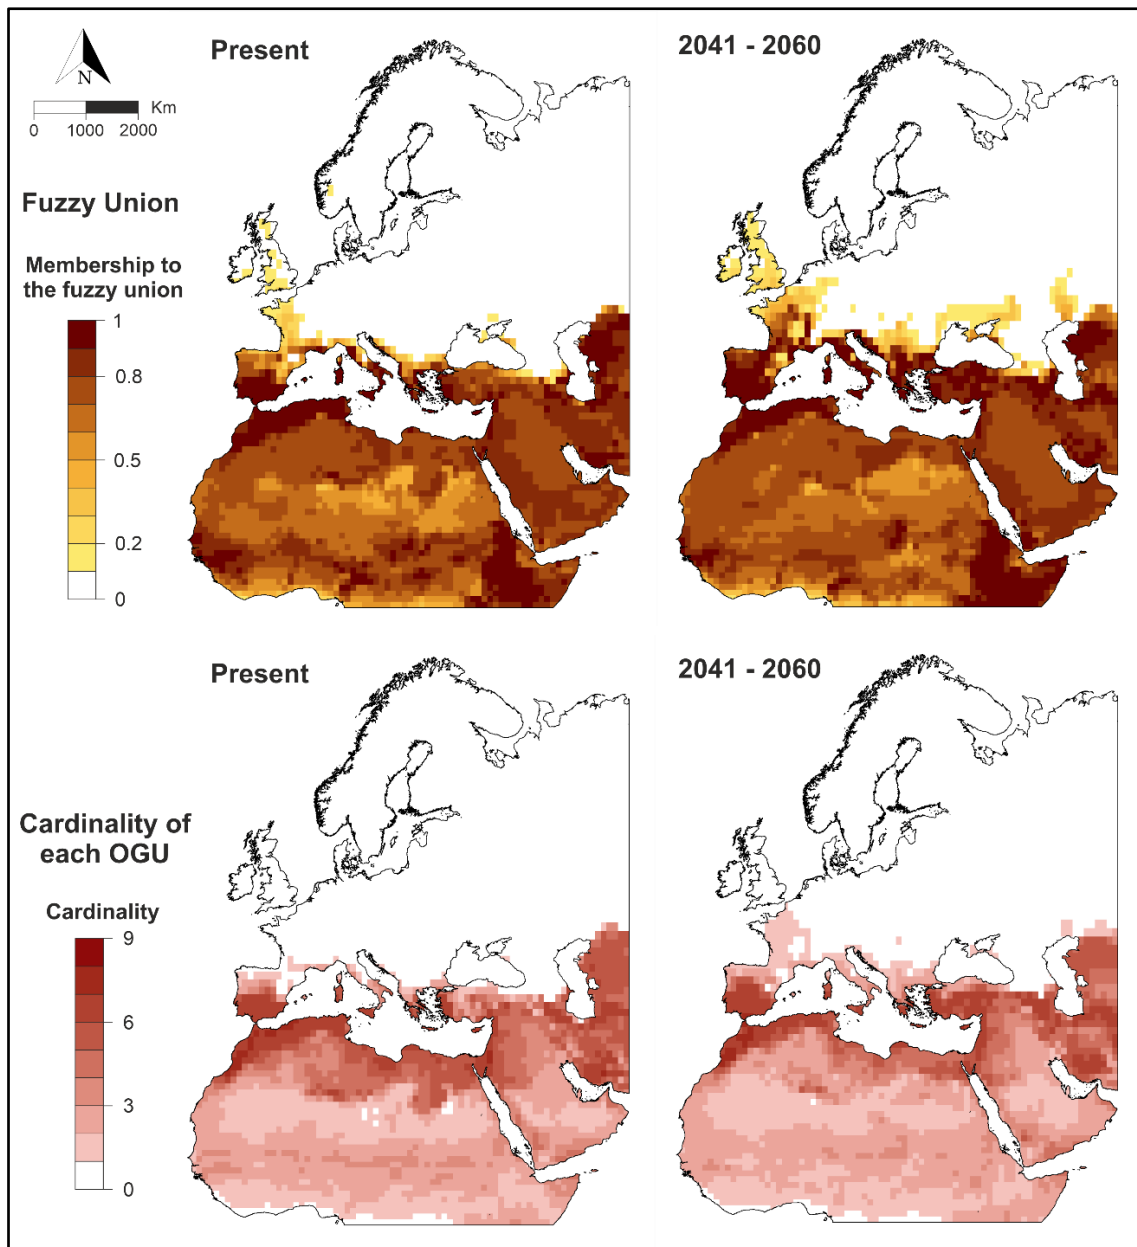 Present
2041 - 2060
N
Km
0 1000 2000
Fuzzy Union
Membership to
the fuzzy union
1
0.8
0.5
0.2
0
Present
2041 - 2060
Cardinality of
each OGU
Cardinality
9
6
3
0